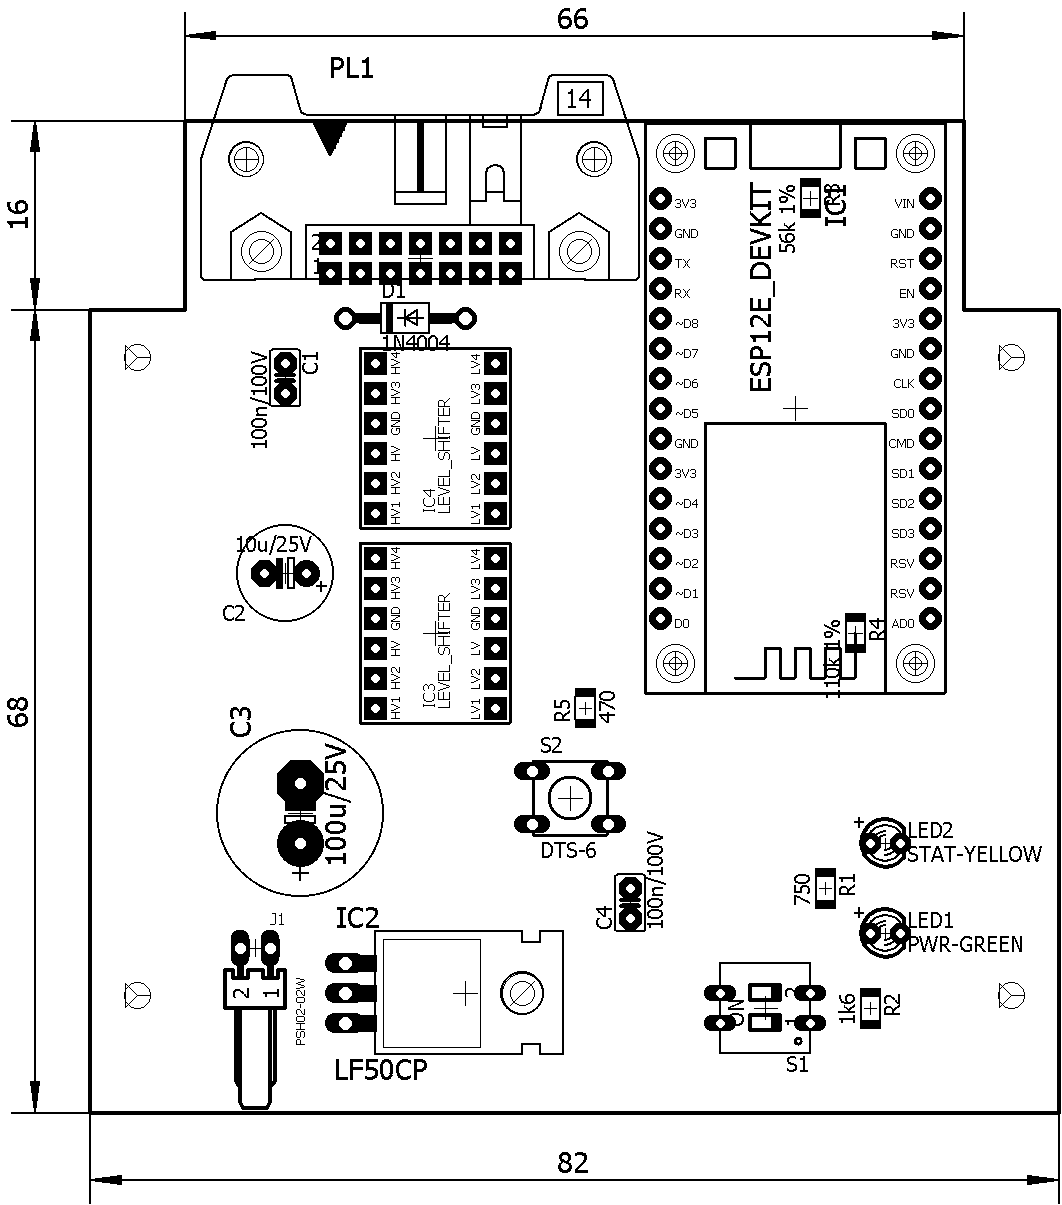 66
PL1
14
16
2
1
D1
1N4004
C1
100n/100V
HV4
HV3
GND
HV
HV2
HV1
LV4
LV3
GND
LV
LV2
LV1
IC4
LEVEL_SHIFTER
10u/25V
+
C2
HV4
HV3
GND
HV
HV2
HV1
LV4
LV3
GND
LV
LV2
LV1
IC3
LEVEL_SHIFTER
56k 1%
R3
IC1
ESP12E_DEVKIT
3V3
GND
TX
RX
~D8
~D7
~D6
~D5
GND
3V3
~D4
~D3
~D2
~D1
D0
VIN
GND
RST
EN
3V3
GND
CLK
SD0
CMD
SD1
SD2
SD3
RSV
RSV
AD0
R4
110k 1%
68
C3
100u/25V
+
R5
470
S2
DTS-6
C4
100n/100V
+
LED2
STAT-YELLOW
750
R1
+
LED1
PWR-GREEN
J1
2
1
PSH02-02W
IC2
LF50CP
ON
2
1
S1
1k6
R2
82